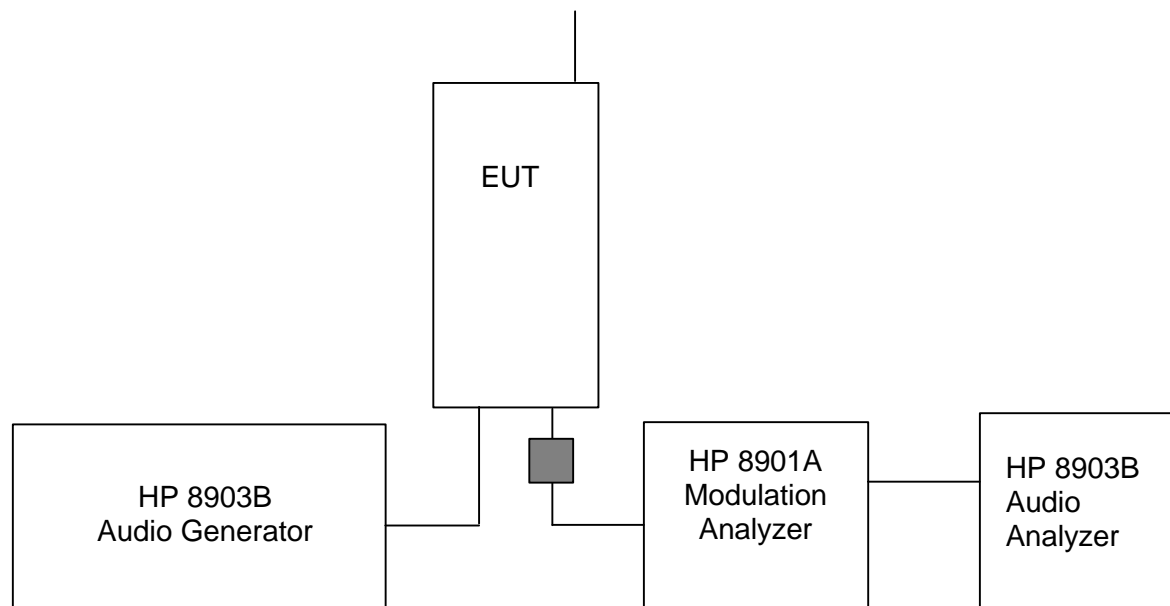 EUT
HP 8903B
Audio Generator
HP 8901A
Modulation
Analyzer
HP 8903B
Audio
Analyzer